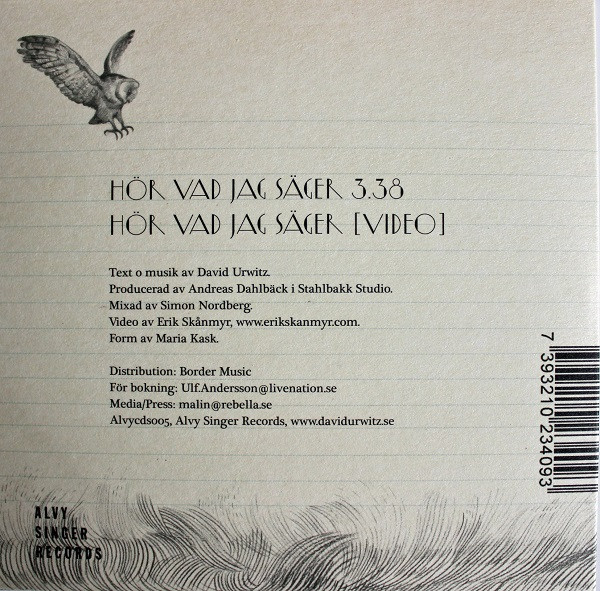 HÖR VAD JAG SÄGER 3.38
HÖR VAD JAG SÄGER [VIDEO]
Text o musik av David Urwitz.
Producerad av Andreas Dahlbäck i Stahlbakk Studio.
Mixad av Simon Nordberg.
Video av Erik Skånmyr, www.erikskanmyr.com.
Form av Maria Kask.
Distribution: Border Music
För bokning: Ulf.Andersson@livenation.se
Media/Press: malin@rebella.se
Alvycds005, Alvy Singer Records, www.davidurwitz.se
7 393210 234093
ALVY
SINGER
RECORDS